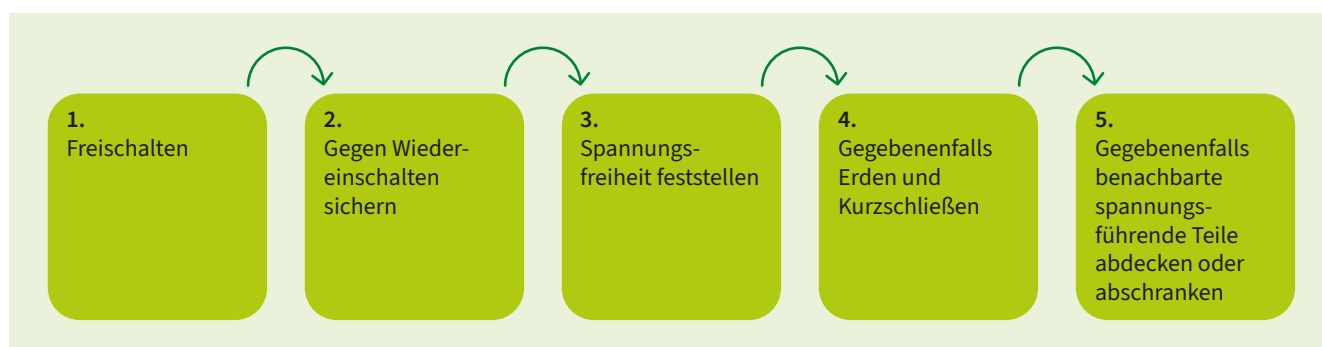 1.
Freischalten
2.
Gegen Wieder-
einschalten
sichern
3.
Spannungs-
freiheit feststellen
4.
Gegebenenfalls
Erden und
Kurzschließen
5.
Gegebenenfalls
benachbarte
spannungs-
führende Teile
abdecken oder
abschranken